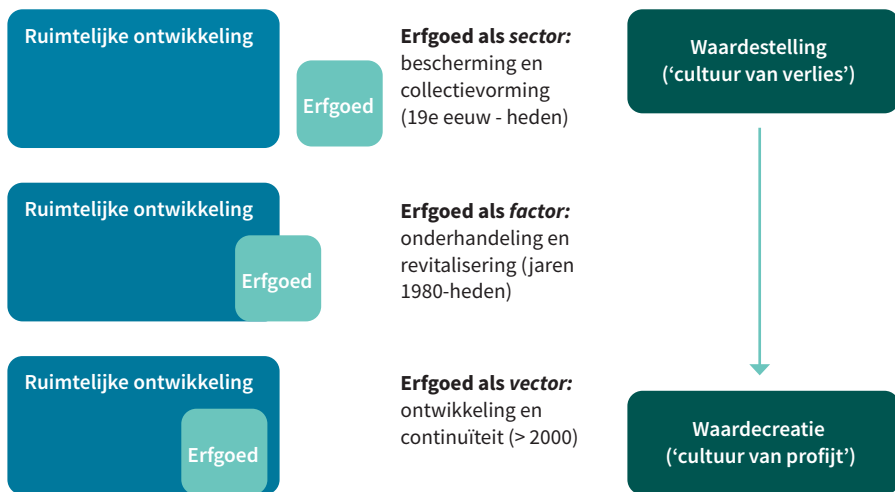 Ruimtelijke ontwikkeling
Erfgoed
Erfgoed als sector:
bescherming en
collectievorming
(19e eeuw - heden)
Waardestelling
(‘cultuur van verlies’)
Ruimtelijke ontwikkeling
Erfgoed
Erfgoed als factor:
onderhandeling en
revitalisering (jaren
1980-heden)
Ruimtelijke ontwikkeling
Erfgoed
Erfgoed als vector:
ontwikkeling en
continuïteit (> 2000)
Waardecreatie
(‘cultuur van profijt’)